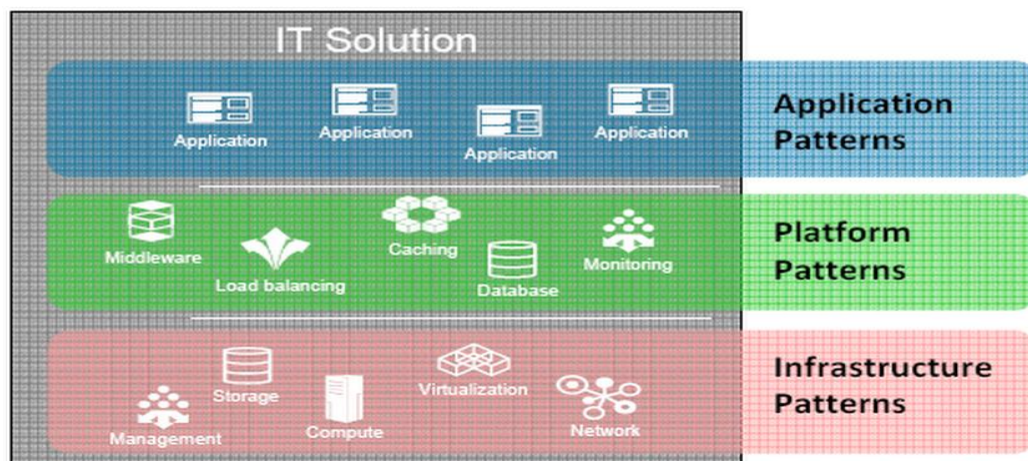 IT Solution
Application
Application
Application
Application
Application
Patterns
Middleware
Load balancing
Caching
Database
Monitoring
Platform
Patterns
Management
Storage
Compute
Virtualization
Network
Infrastructure
Patterns